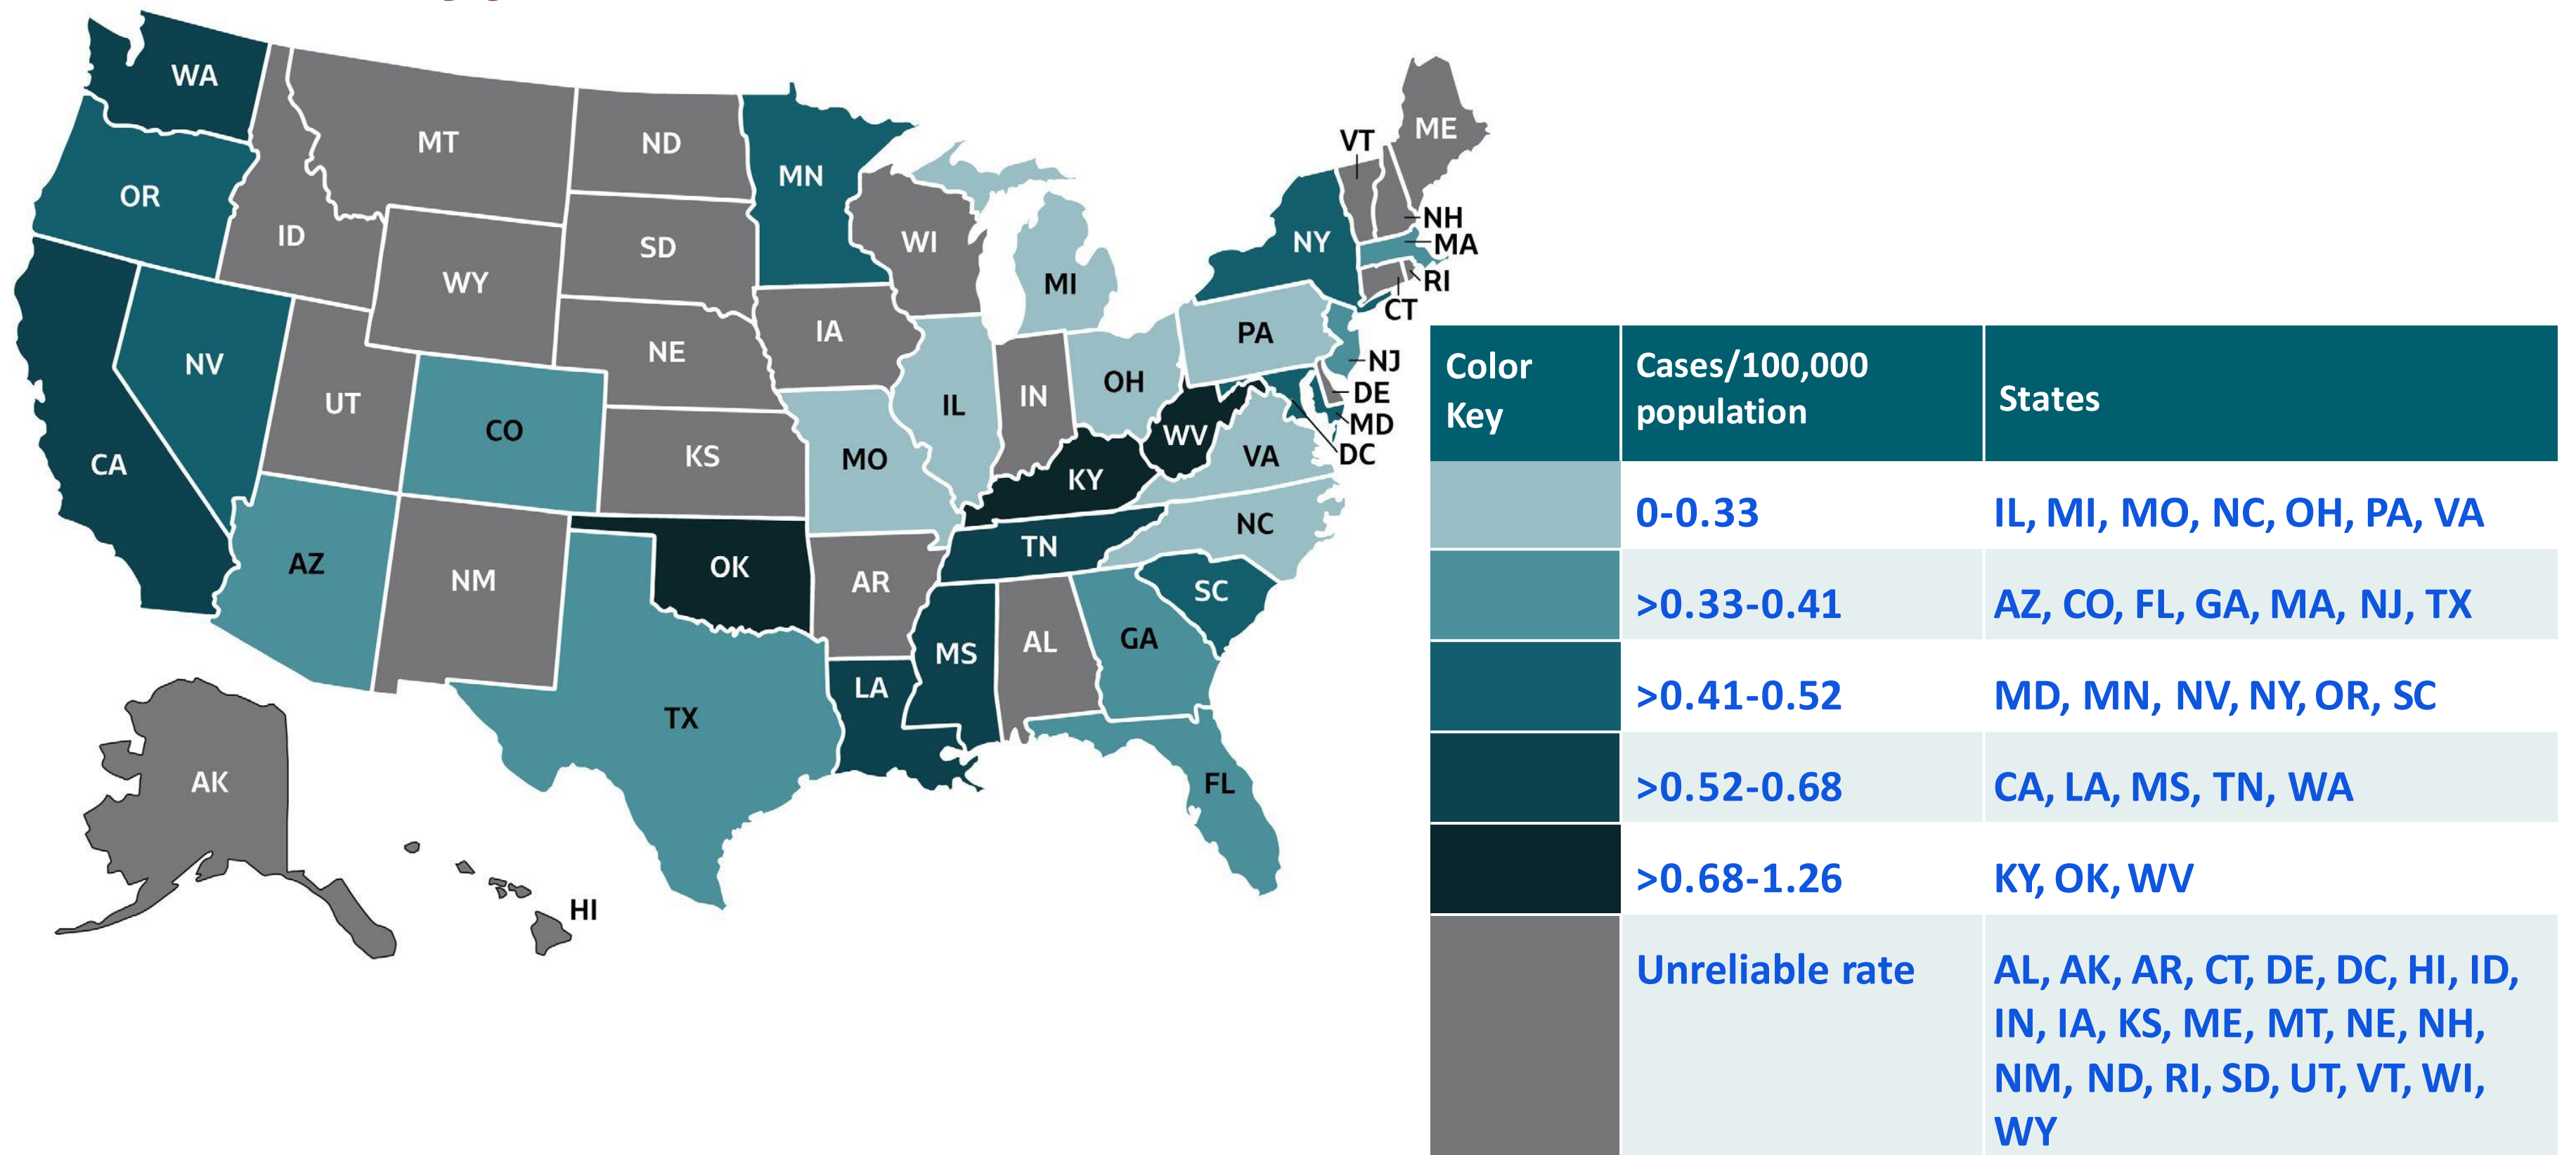 WA
MT
ND
MN
VT
ME
OR
ID
SD
WI
NY
NH
MA
WY
MI
RI
CT
NV
IA
PA
NE
NJ
UT
CO
IL
IN
OH
DE
MD
CA
KS
MO
WV
VA
DC
KY
NC
AZ
NM
OK
AR
TN
SC
MS
AL
GA
LA
TX
FL
AK
HI
Color
Key
Cases/100,000
population
States
0-0.33
IL, MI, MO, NC, OH, PA, VA
>0.33-0.41
AZ, CO, FL, GA, MA, NJ, TX
>0.41-0.52
MD, MN, NV, NY, OR, SC
>0.52-0.68
CA, LA, MS, TN, WA
>0.68-1.26
KY, OK, WV
Unreliable rate
AL, AK, AR, CT, DE, DC, HI, ID,
IN, IA, KS, ME, MT, NE, NH,
NM, ND, RI, SD, UT, VT, WI,
WY